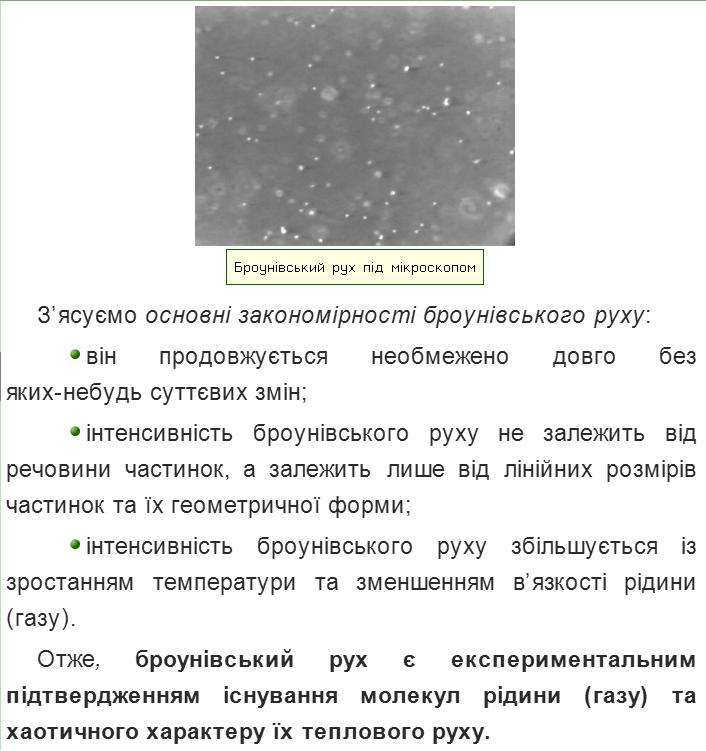 Броунівський рух під мікроскопом
З’ясуємо основні закономірності броунівського руху:
він продовжується необмежено довго без
яких-небудь суттєвих змін;
інтенсивність броунівського руху не залежить від
речовини частинок, а залежить лише від лінійних розмірів
частинок та їх геометричної форми;
інтенсивність броунівського руху збільшується із
зростанням температури та зменшенням в’язкості рідини
(газу).
Отже, броунівський рух є експериментальним
підтвердженням існування молекул рідини (газу) та
хаотичного характеру їх теплового руху.